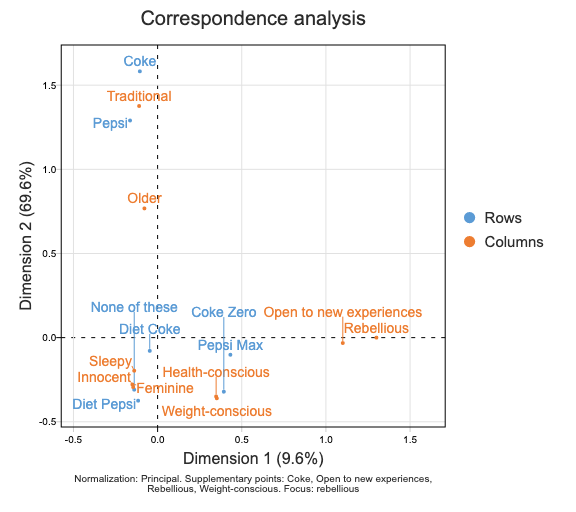 Correspondence analysis
Coke
1.5
Traditional
Pepsi
1.0
Older
0.5
None of these
Coke Zero
Open to new experiences
Diet Coke
Rebellious
0.0
Pepsi Max
Sleepy
Health-conscious
Innocent
Feminine
Diet Pepsi
Weight-conscious
-0.5
-0.5
0.0
0.5
1.0
1.5
Dimension 2 (69.6%)
Dimension 1 (9.6%)
Rows
Columns
Normalization: Principal. Supplementary points: Coke, Open to new experiences,
Rebellious, Weight-conscious. Focus: rebellious